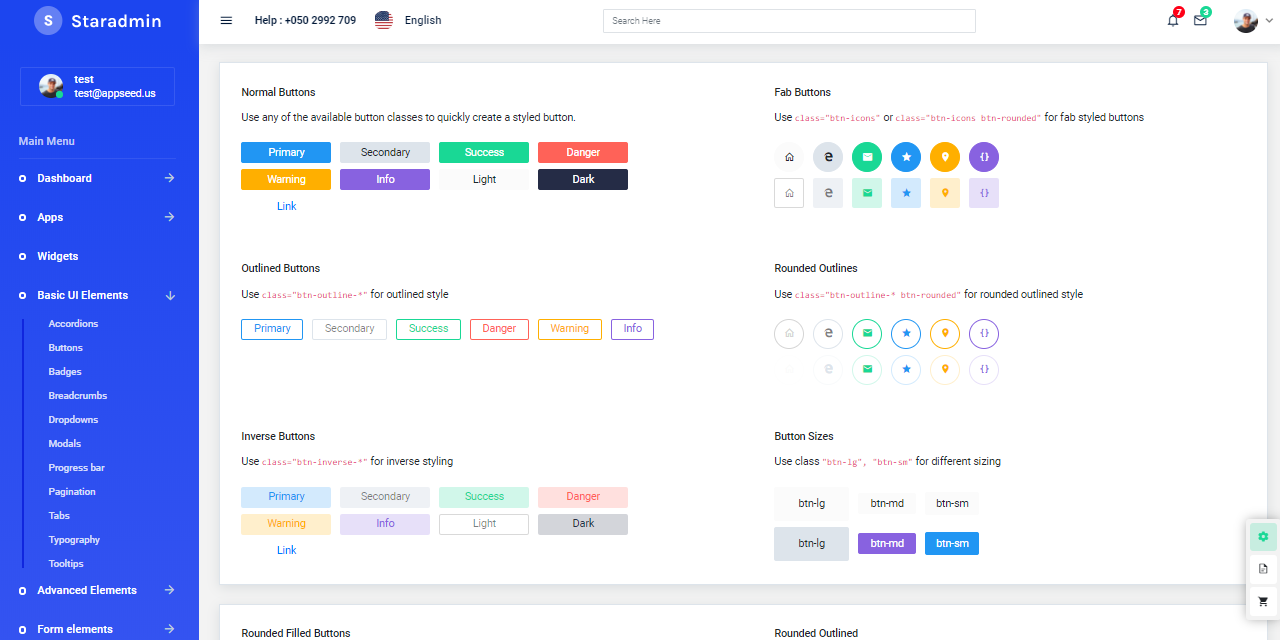 S Staradmin
Help : +050 2992 709
English
Search Here
7
3
test
test@appseed.us
Main Menu
Dashboard
Apps
Widgets
Basic UI Elements
Accordions
Buttons
Badges
Breadcrumbs
Dropdowns
Modals
Progress bar
Pagination
Tabs
Typography
Tooltips
Advanced Elements
Form elements
Normal Buttons
Use any of the available button classes to quickly create a styled button.
Primary Secondary Success Danger
Warning Info Light Dark
Link
Fab Buttons
Use class="btn-icons" or class="btn-icons btn-rounded" for fab styled buttons
{}
{}
Outlined Buttons
Use class="btn-outline-*" for outlined style
Primary Secondary Success Danger Warning Info
Rounded Outlines
Use class="btn-outline-* btn-rounded" for rounded outlined style
{}
{}
Inverse Buttons
Use class="btn-inverse-*" for inverse styling
Primary Secondary Success Danger
Warning Info Light Dark
Link
Button Sizes
Use class "btn-lg", "btn-sm" for different sizing
btn-lg btn-md btn-sm
btn-lg btn-md btn-sm
Rounded Filled Buttons
Rounded Outlined